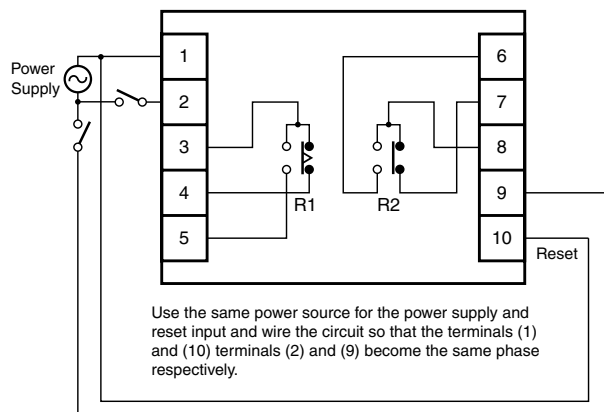 Power
Supply
1
2
3
4
5
R1
R2
6
7
8
9
10
Reset
Use the same power source for the power supply and
reset input and wire the circuit so that the terminals (1)
and (10) terminals (2) and (9) become the same phase
respectively.